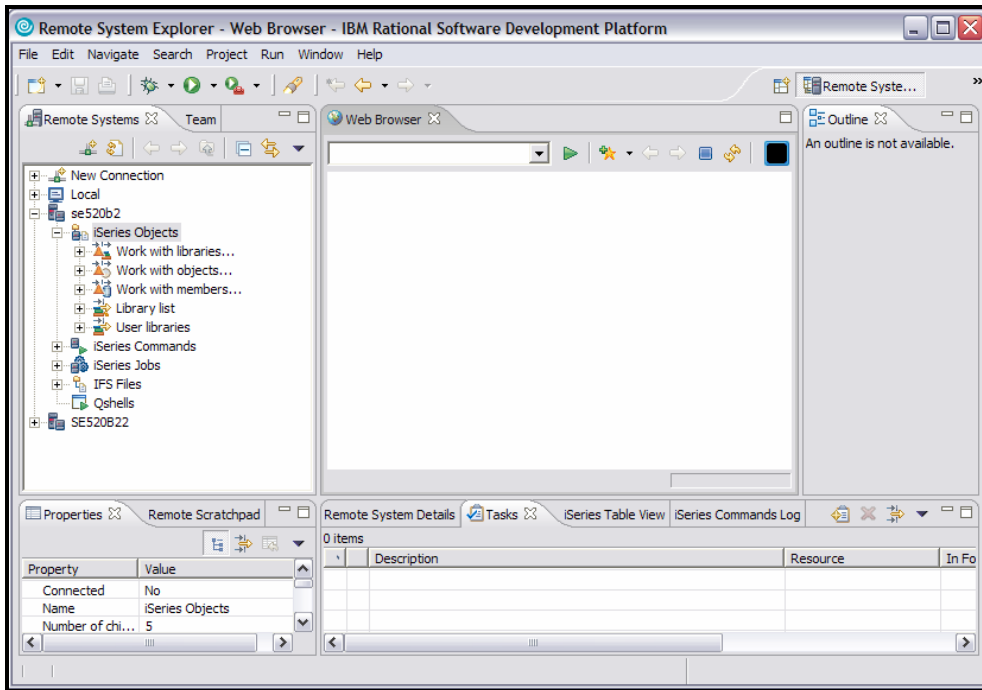 Remote System Explorer - Web Browser - IBM Rational Software Development Platform
File Edit Navigate Search Project Run Window Help
Remote Syste...
Remote Systems
Team
New Connection
Local
se520b2
iSeries Objects
Work with libraries...
Work with objects...
Work with members...
Library list
User libraries
iSeries Commands
iSeries Jobs
IFS Files
Qshells
SE520B22
Web Browser
Outline
An outline is not available.
Properties
Remote Scratchpad
Property Value
Connected No
Name iSeries Objects
Number of chi... 5
Remote System Details
Tasks
iSeries Table View
iSeries Commands Log
0 items
Description Resource In Fo